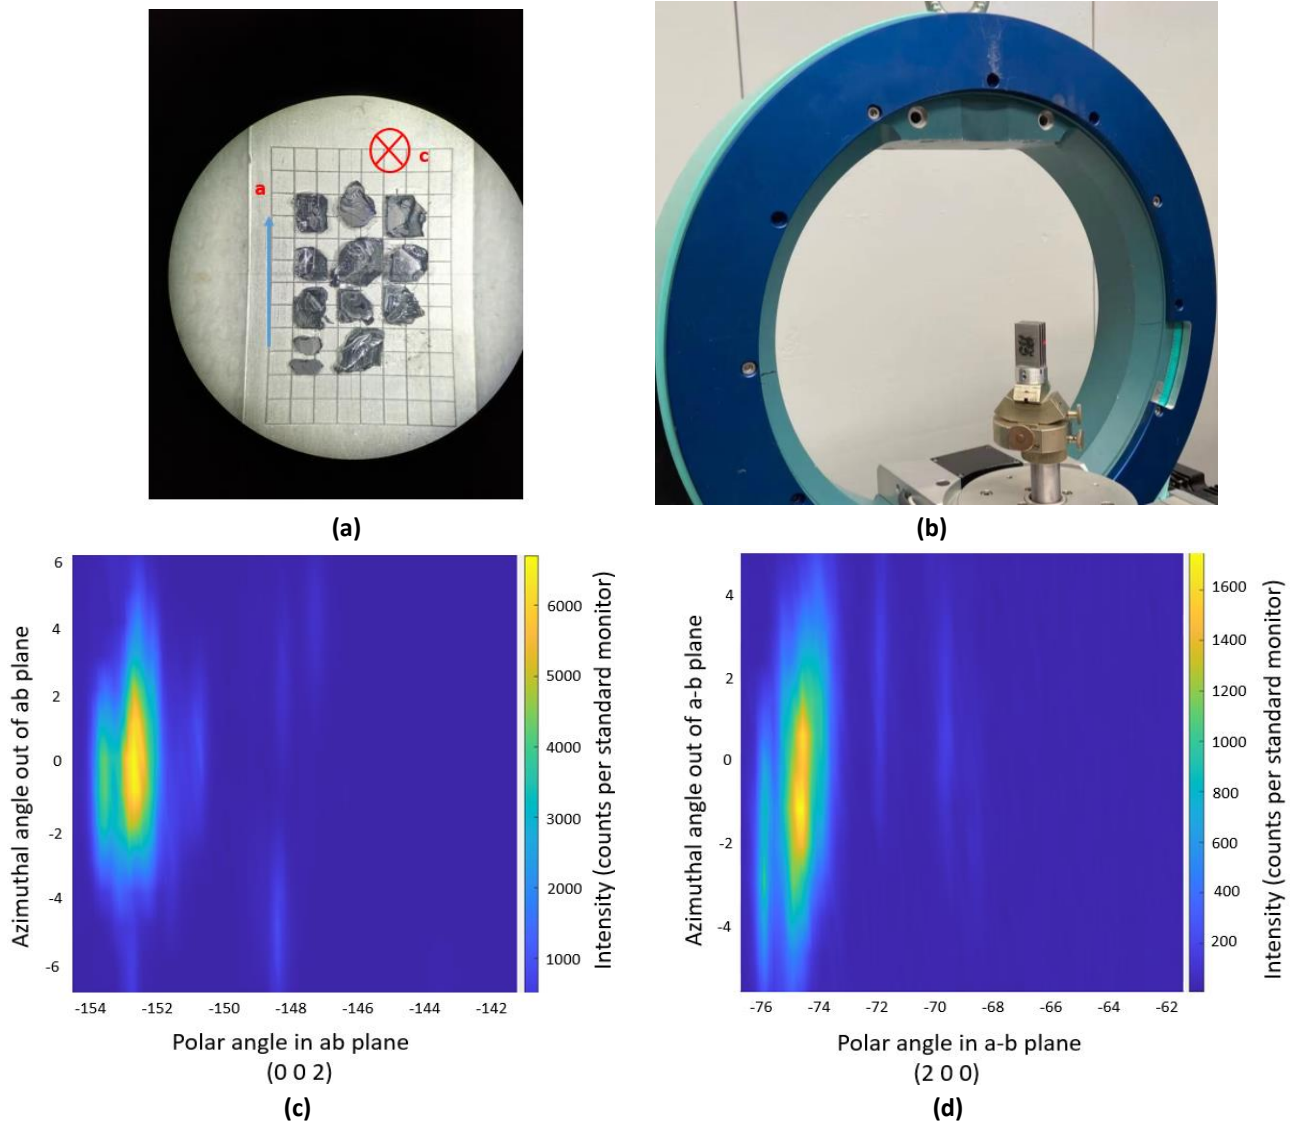 a
c
(a)
(b)
6
4
2
0
-2
-4
-6
Azimuthal angle out of ab plane
-154 -152 -150 -148 -146 -144 -142
Polar angle in ab plane
(0 0 2)
6000
5000
4000
3000
2000
1000
Intensity (counts per standard monitor)
(c)
4
2
0
-2
-4
Azimuthal angle out of a-b plane
-76 -74 -72 -70 -68 -66 -64 -62
Polar angle in a-b plane
(2 0 0)
1600
1400
1200
1000
800
600
400
200
Intensity (counts per standard monitor)
(d)